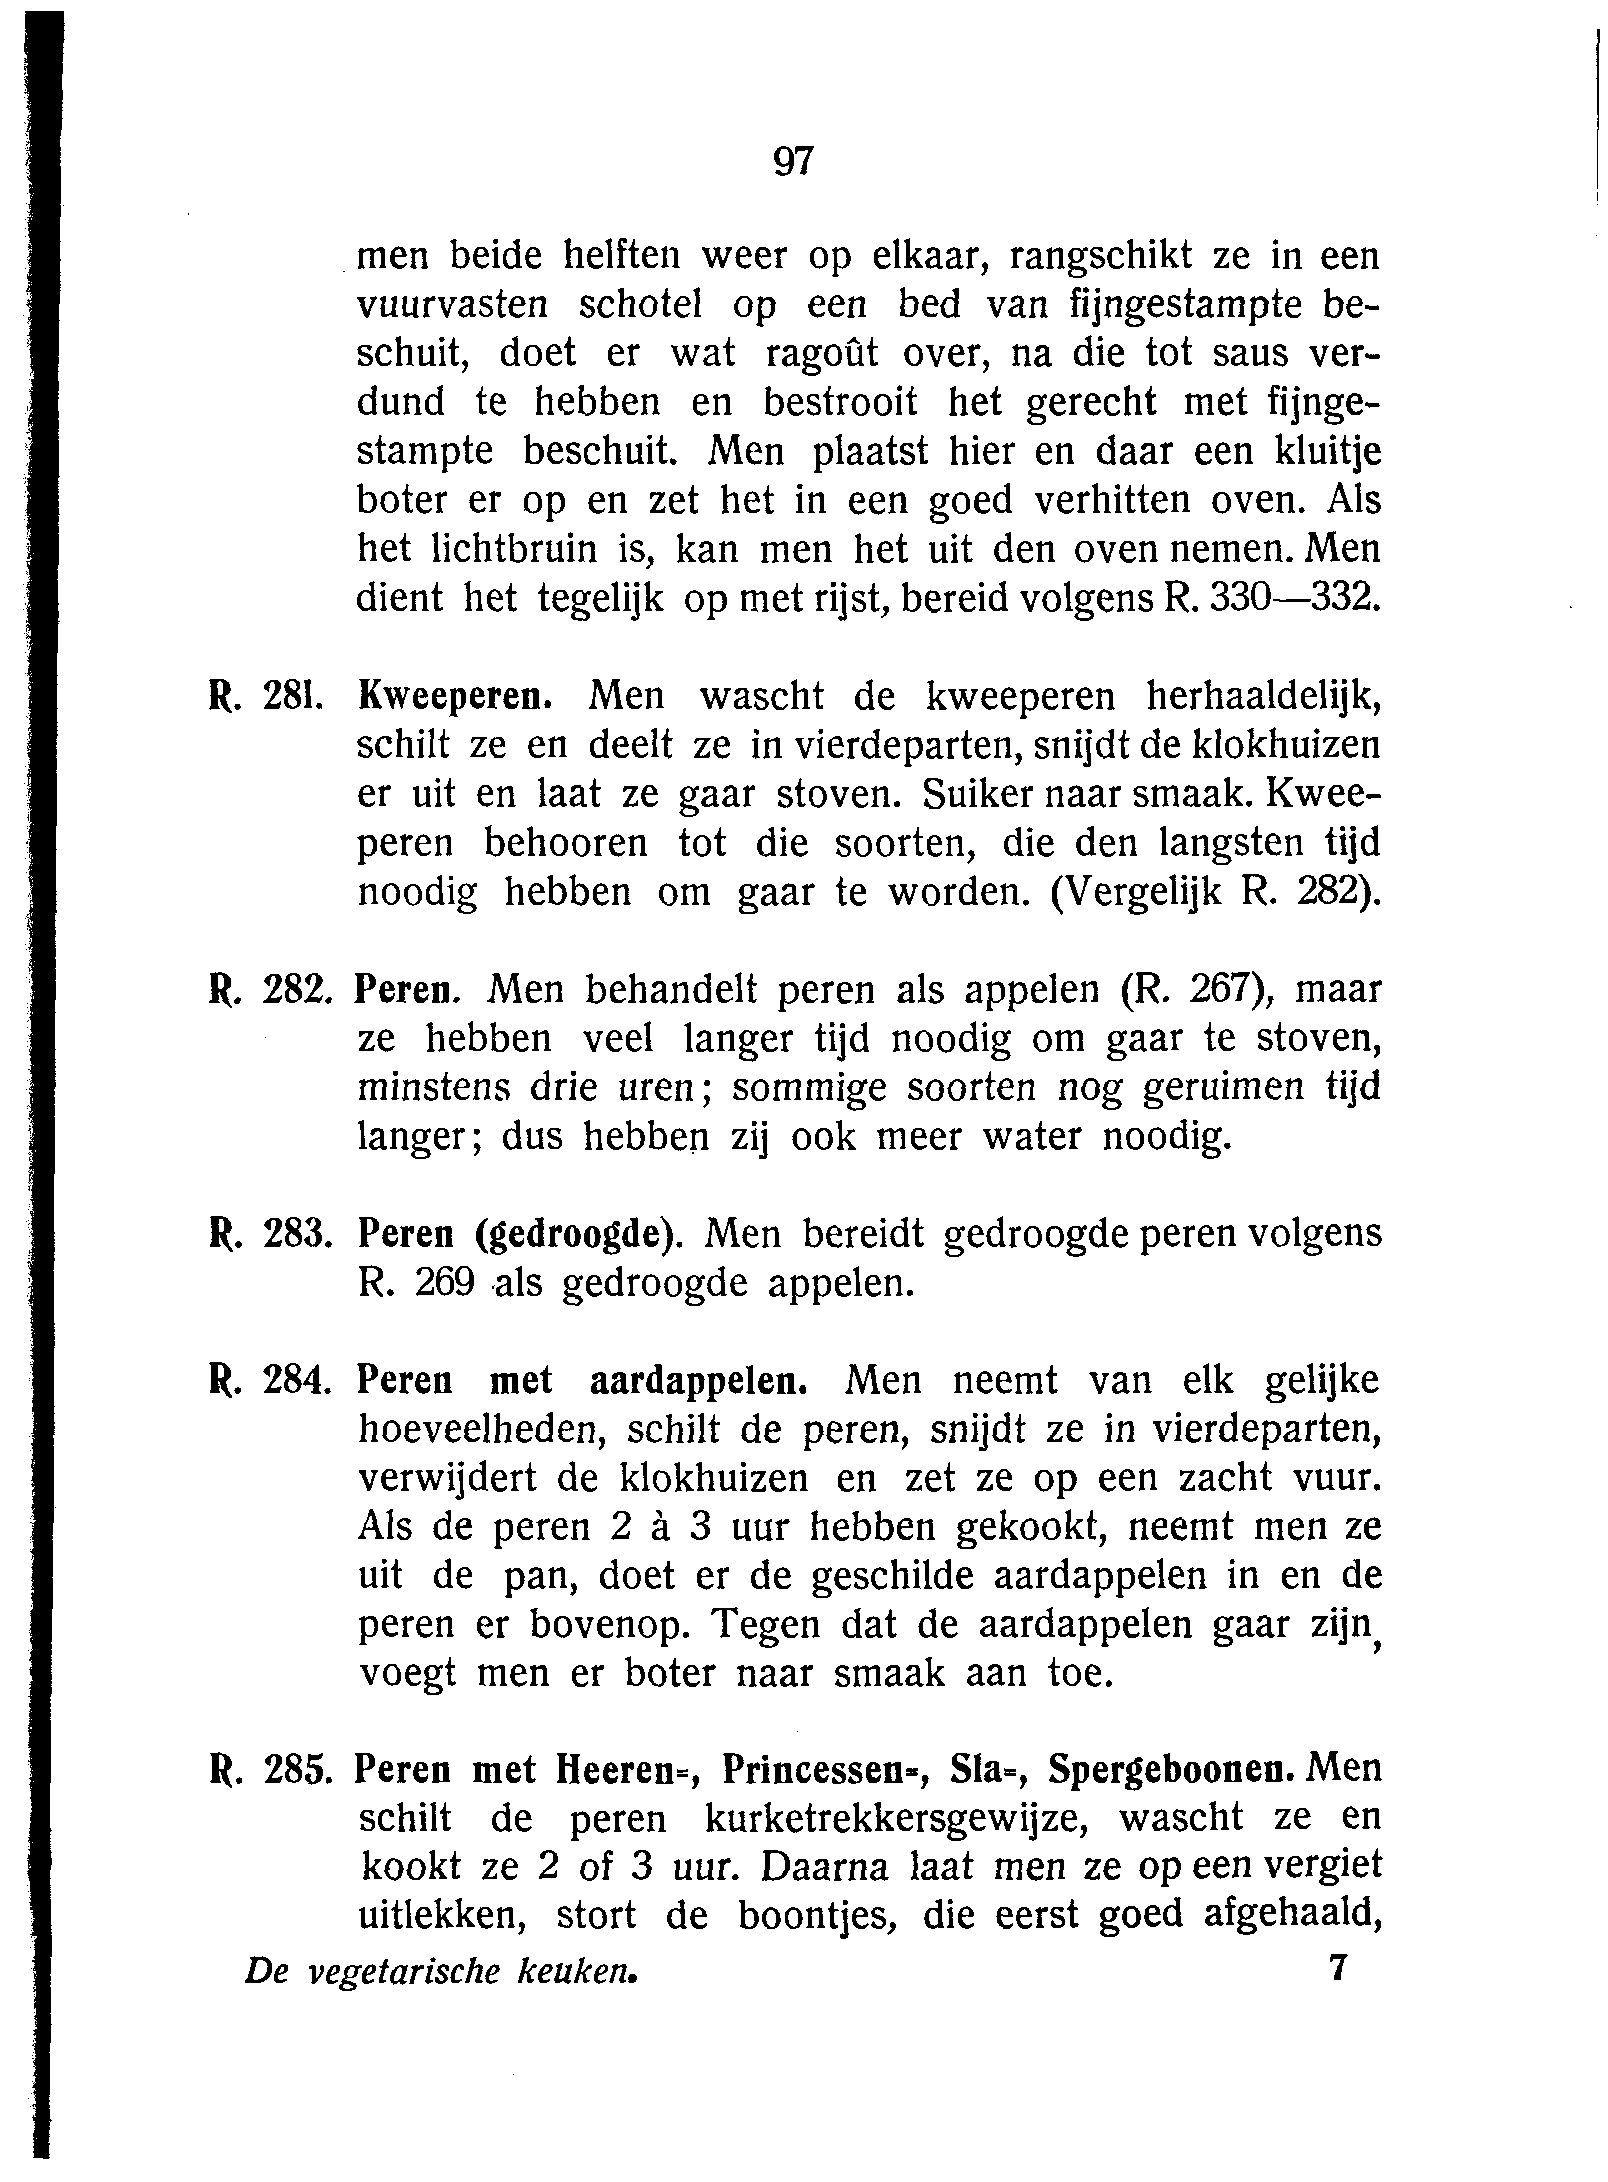 97
men beide helften weer op elkaar, rangschikt ze in een
vuurvasten schotel op een bed van fijngestampte be-
schuit, doet er wat ragoût over, na die tot saus ver-
dund te hebben en bestrooit het gerecht met fijnge-
stampte beschuit. Men plaatst hier en daar een kluitje
boter er op en zet het in een goed verhitten oven. Als
het lichtbruin is, kan men het uit den oven nemen. Men
dient het tegelijk op met rijst, bereid volgens R. 330—332.
R. 281. Kweeperen. Men wascht de kweeperen herhaaldelijk,
schilt ze en deelt ze in vierdeparten, snijdt de klokhuizen
er uit en laat ze gaar stoven. Suiker naar smaak. Kwee-
peren behooren tot die soorten, die den langsten tijd
noodig hebben om gaar te worden. (Vergelijk R. 282).
R. 282. Peren. Men behandelt peren als appelen (R. 267), maar
ze hebben veel langer tijd noodig om gaar te stoven,
minstens drie uren; sommige soorten nog geruimen tijd
langer; dus hebben zij ook meer water noodig.
R. 283. Peren (gedroogde). Men bereidt gedroogde peren volgens
R. 269 als gedroogde appelen.
R. 284. Peren met aardappelen. Men neemt van elk gelijke
hoeveelheden, schilt de peren, snijdt ze in vierdeparten,
verwijdert de klokhuizen en zet ze op een zacht vuur.
Als de peren 2 à 3 uur hebben gekookt, neemt men ze
uit de pan, doet er de geschilde aardappelen in en de
peren er bovenop. Tegen dat de aardappelen gaar zijn,
voegt men er boter naar smaak aan toe.
R. 285. Peren met Heeren=, Princessen=, Sla=, Spergeboonen. Men
schilt de peren kurketrekkersgewijze, wascht ze en
kookt ze 2 of 3 uur. Daarna laat men ze op een vergiet
uitlekken, stort de boontjes, die eerst goed afgehaald,
De vegetarische keuken. 7